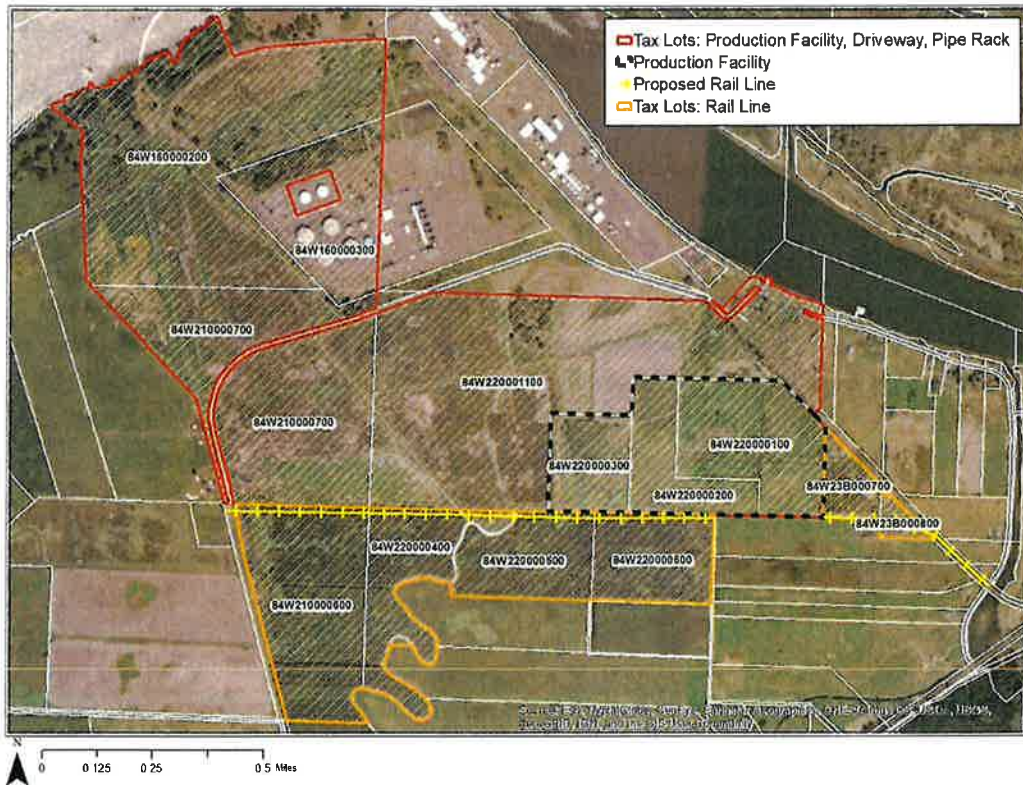 Tax Lots: Production Facility, Driveway, Pipe Rack
Production Facility
Proposed Rail Line
Tax Lots: Rail Line
84W160000200
84W160000300
84W210000700
84W220001100
84W210000700
84W220000100
84W220000300
84W23B000700
84W220000200
84W23B000800
84W220000400
84W220000500
84W220000600
84W210000600
N
0 0.125 0.25 0.5 Miles